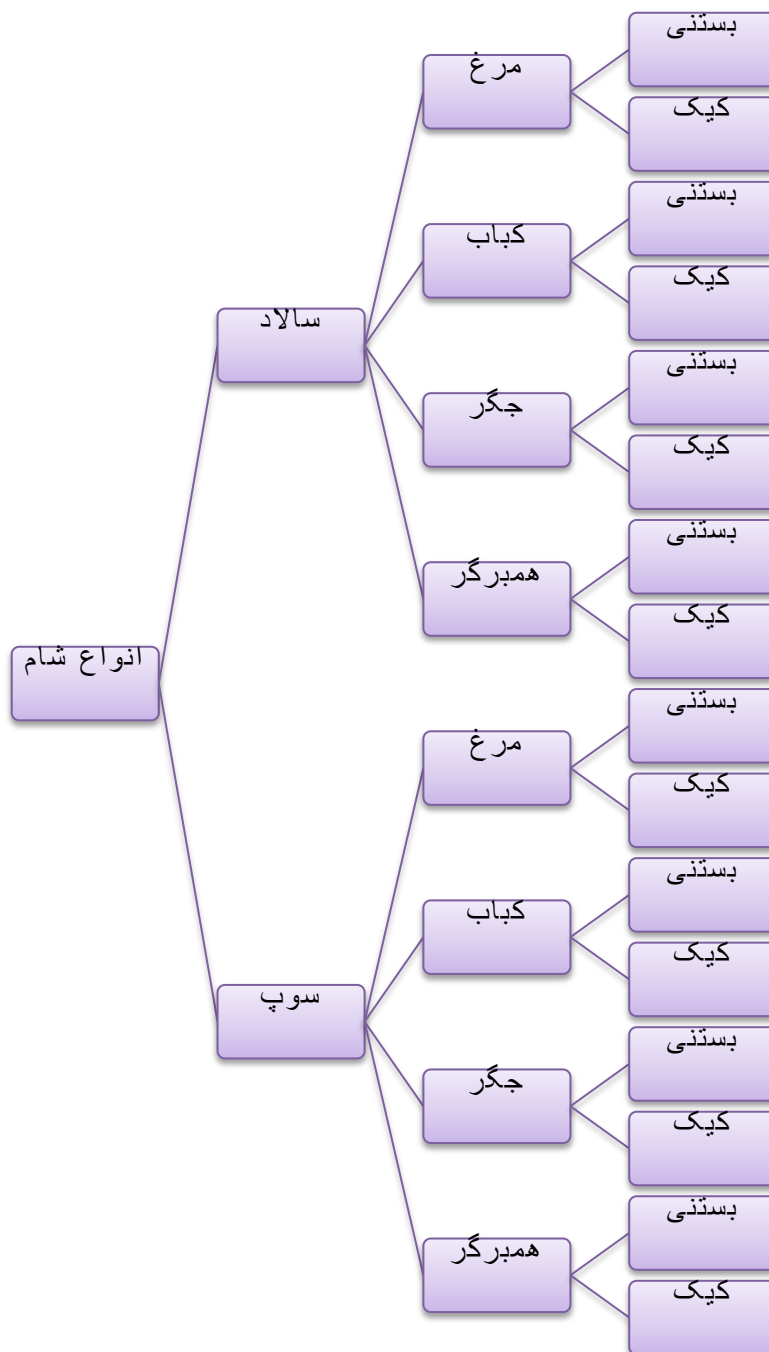 انواع شام
سالاد
مرغ
بستنی
کیک
کباب
بستنی
کیک
جگر
بستنی
کیک
همبرگر
بستنی
کیک
سوپ
مرغ
بستنی
کیک
کباب
بستنی
کیک
جگر
بستنی
کیک
همبرگر
بستنی
کیک